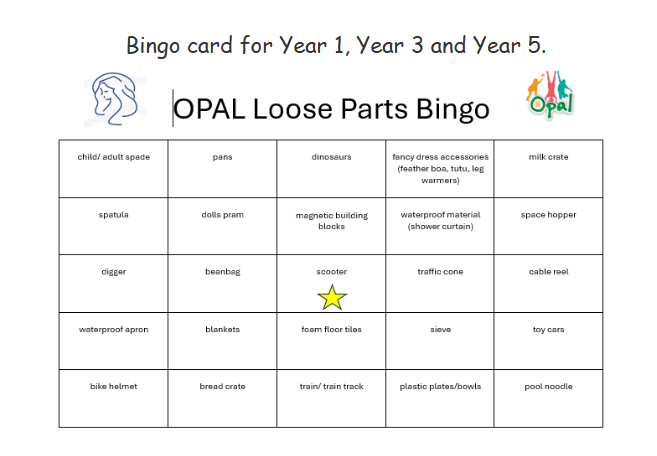 Bingo card for Year 1, Year 3 and Year 5.
OPAL Loose Parts Bingo
Opal
child/ adult spade
pans
dinosaurs
fancy dress accessories
(feather boa, tutu, leg
warmers)
milk crate
spatula
dolls pram
magnetic building
blocks
waterproof material
(shower curtain)
space hopper
digger
beanbag
scooter
traffic cone
cable reel
waterproof apron
blankets
foam floor tiles
sieve
toy cars
bike helmet
bread crate
train/ train track
plastic plates/bowls
pool noodle